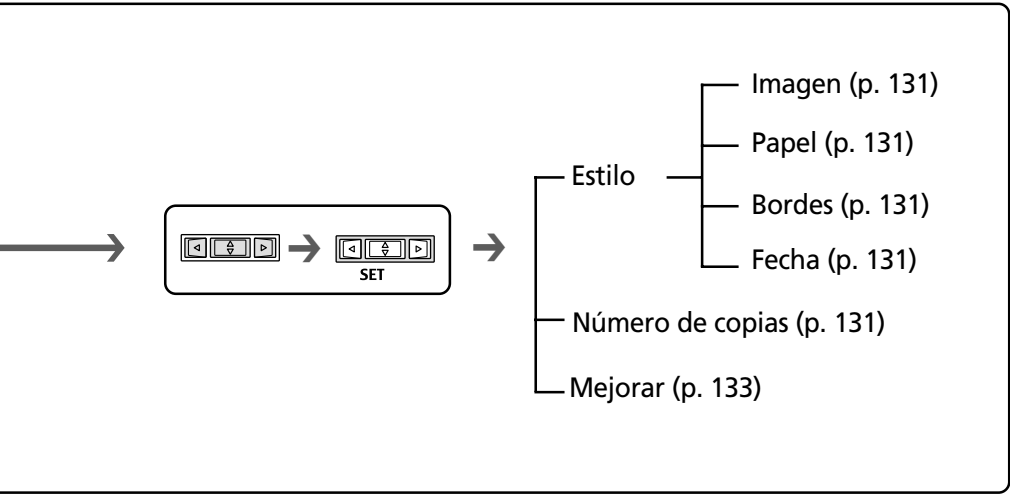 Imagen (p. 131)
Papel (p. 131)
Estilo
Bordes (p. 131)
Fecha (p. 131)
SET
Número de copias (p. 131)
Mejorar (p. 133)